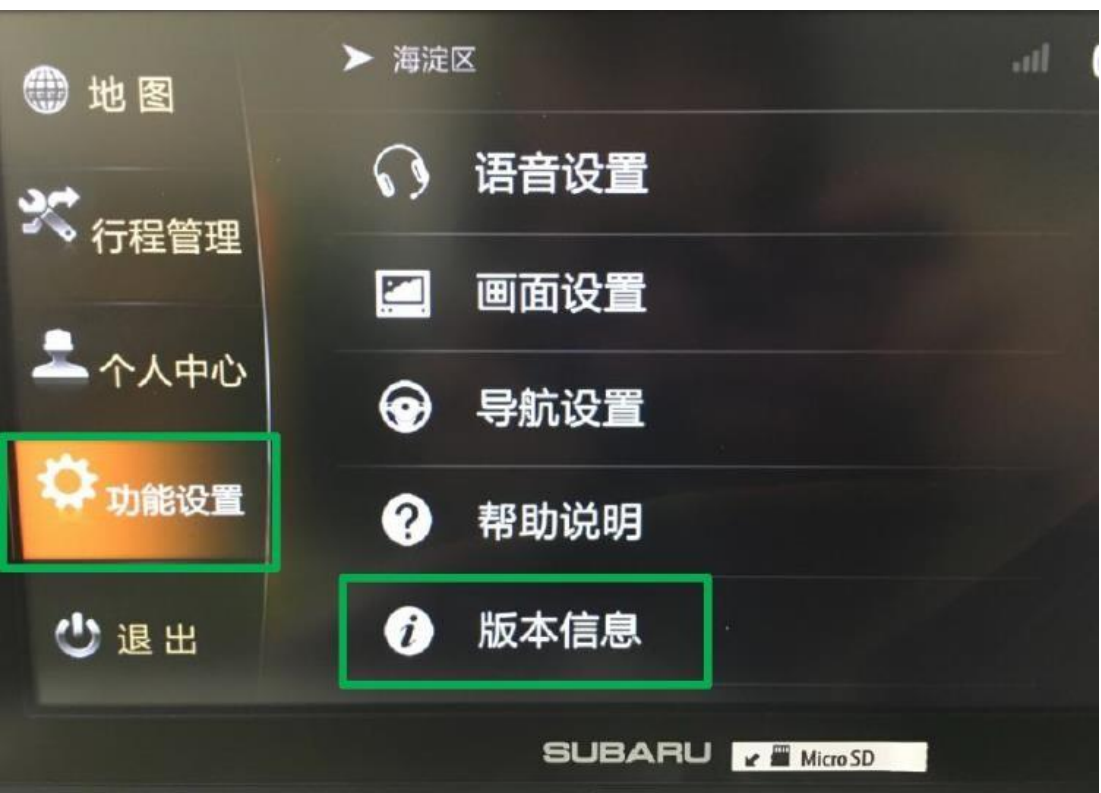 海淀区
地图
行程管理
个人中心
功能设置
退出
语音设置
画面设置
导航设置
帮助说明
版本信息
SUBARU
Micro SD